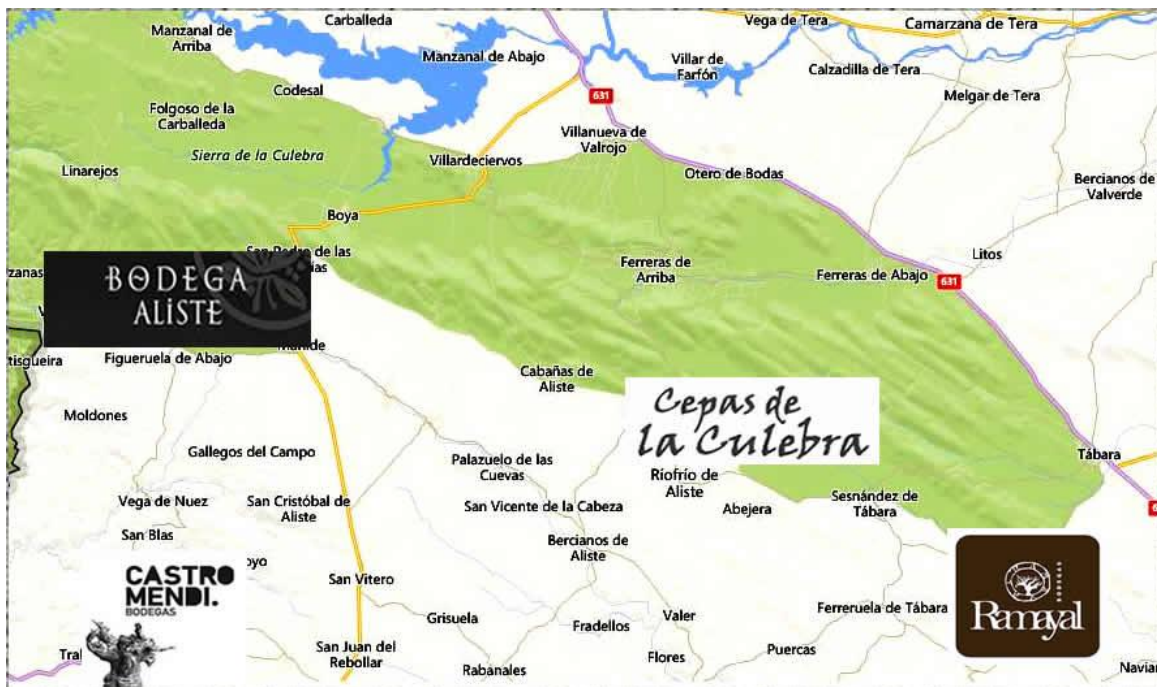 Manzanal de
Arriba
Carballeda
Vega de Tera
Camarzana de Tera
Manzanal de Abajo
Villar de
Farfón
Calzadilla de Tera
Codesal
631
Melgar de Tera
Folgoso de la
Carballeda
Villanueva de
Valrojo
Sierra de la Culebra
Villardeciervos
Linarejos
Otero de Bodas
Bercianos de
Valverde
Boya
San Pedro de las
Litos
Ferreras de
Arriba
Ferreras de Abajo
631
BODEGA
ALISTE
Figueruela de Abajo
Cabañas de
Aliste
Moldones
Cepas de
la Culebra
Gallegos del Campo
Palazuelo de las
Cuevas
Riofrío de
Aliste
Tábara
Vega de Nuez
San Cristóbal de
Aliste
San Vicente de la Cabeza
Abejera
Sesnández de
Tábara
San Blas
Bercianos de
Aliste
CASTRO
MENDI.
BODEGAS
San Vitero
Grisuela
Fradellos
Valer
Ferreruela de Tábara
BODEGAS
Ramayal
San Juan del
Rebollar
Rabanales
Flores
Puercas